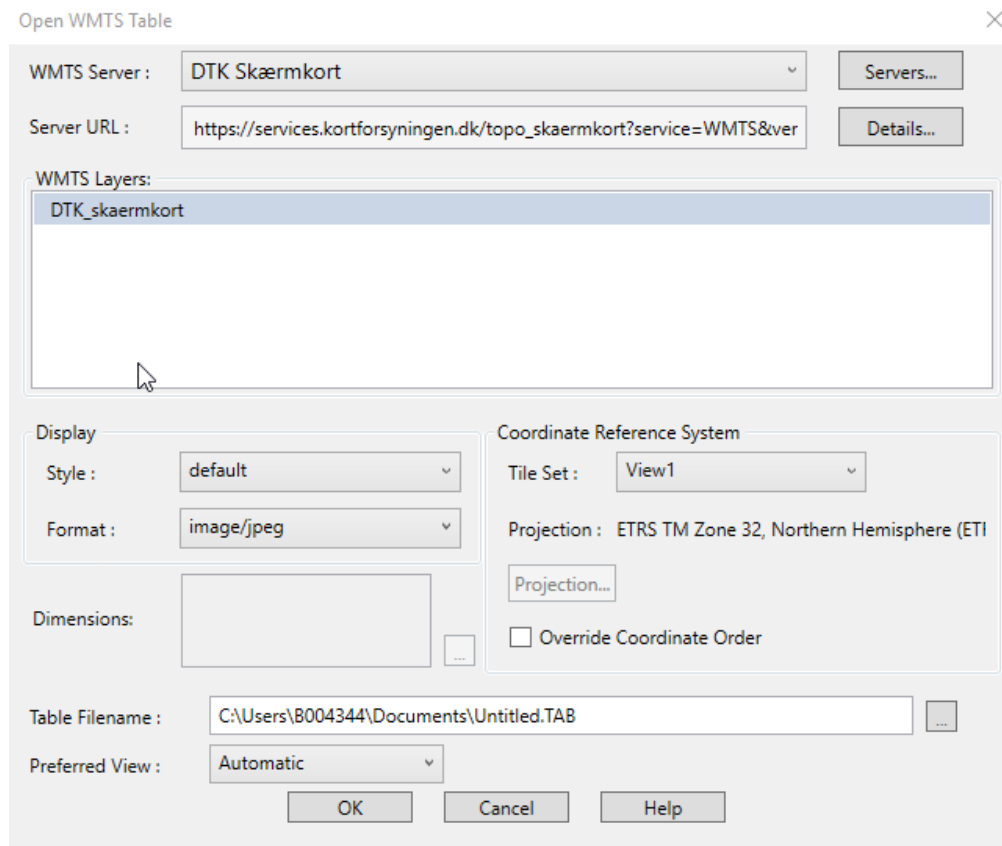 Open WMTS Table
WMTS Server : DTK Skærmkort Servers...
Server URL : https://services.kortforsyningen.dk/topo_skaermkort?service=WMTS&ver Details...
WMTS Layers:
DTK_skaermkort
Display
Style : default
Format : image/jpeg
Coordinate Reference System
Tile Set : View1
Projection : ETRS TM Zone 32, Northern Hemisphere (ETI
Projection...
Override Coordinate Order
Dimensions:
...
Table Filename : C:\Users\B004344\Documents\Untitled.TAB ...
Preferred View : Automatic
OK Cancel Help